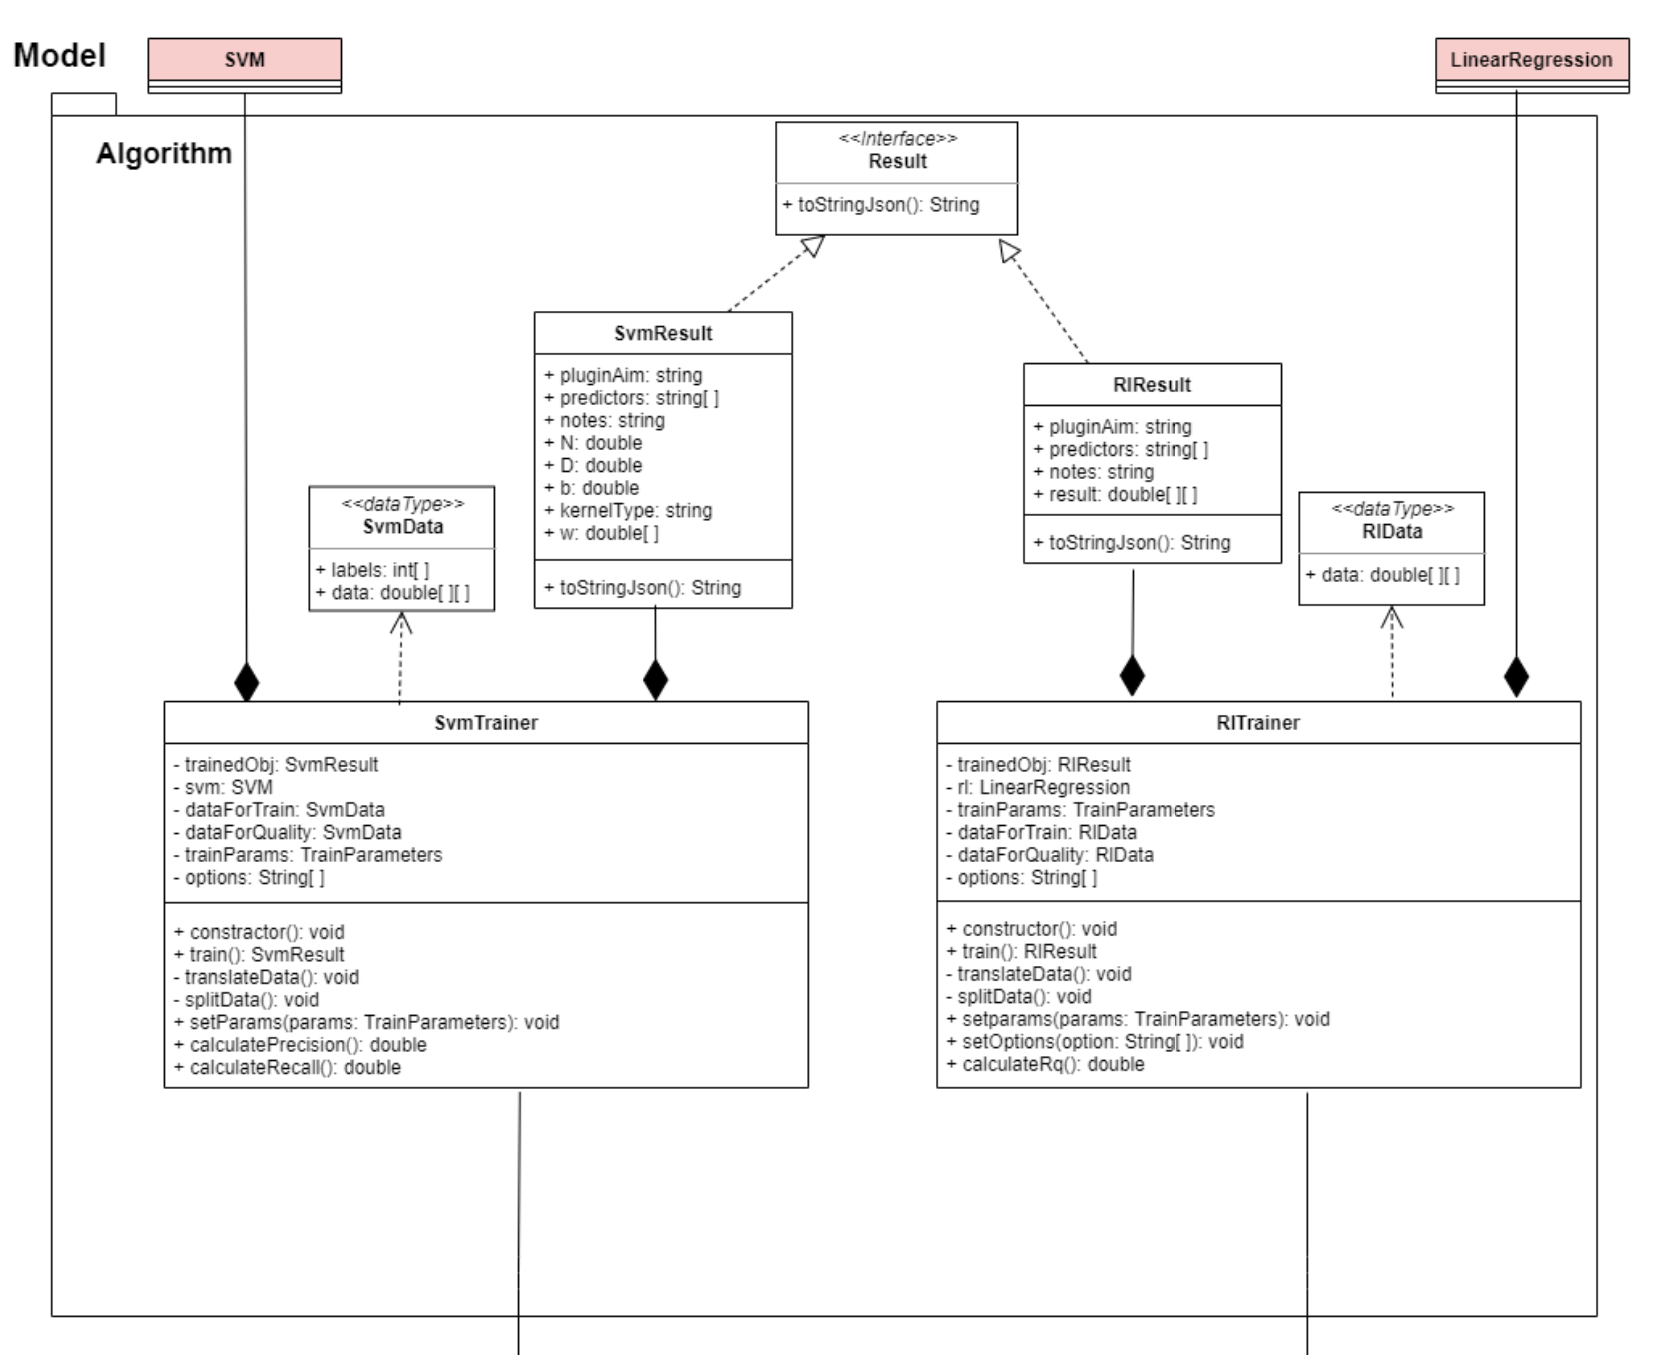 Model
SVM
LinearRegression
Algorithm
<<Interface>>
Result
+ toStringJson(): String
SvmResult
+ pluginAim: string
+ predictors: string[ ]
+ notes: string
+ N: double
+ D: double
+ b: double
+ kernelType: string
+ w: double[ ]
+ toStringJson(): String
RlResult
+ pluginAim: string
+ predictors: string[ ]
+ notes: string
+ result: double[ ][ ]
+ toStringJson(): String
<<dataType>>
SvmData
+ labels: int[ ]
+ data: double[ ][ ]
<<dataType>>
RlData
+ data: double[ ][ ]
SvmTrainer
- trainedObj: SvmResult
- svm: SVM
- dataForTrain: SvmData
- dataForQuality: SvmData
- trainParams: TrainParameters
- options: String[ ]
+ constractor(): void
+ train(): SvmResult
- translateData(): void
- splitData(): void
+ setParams(params: TrainParameters): void
+ calculatePrecision(): double
+ calculateRecall(): double
RlTrainer
- trainedObj: RlResult
- rl: LinearRegression
- trainParams: TrainParameters
- dataForTrain: RlData
- dataForQuality: RlData
- options: String[ ]
+ constructor(): void
+ train(): RlResult
- translateData(): void
- splitData(): void
+ setparams(params: TrainParameters): void
+ setOptions(option: String[ ]): void
+ calculateRq(): double